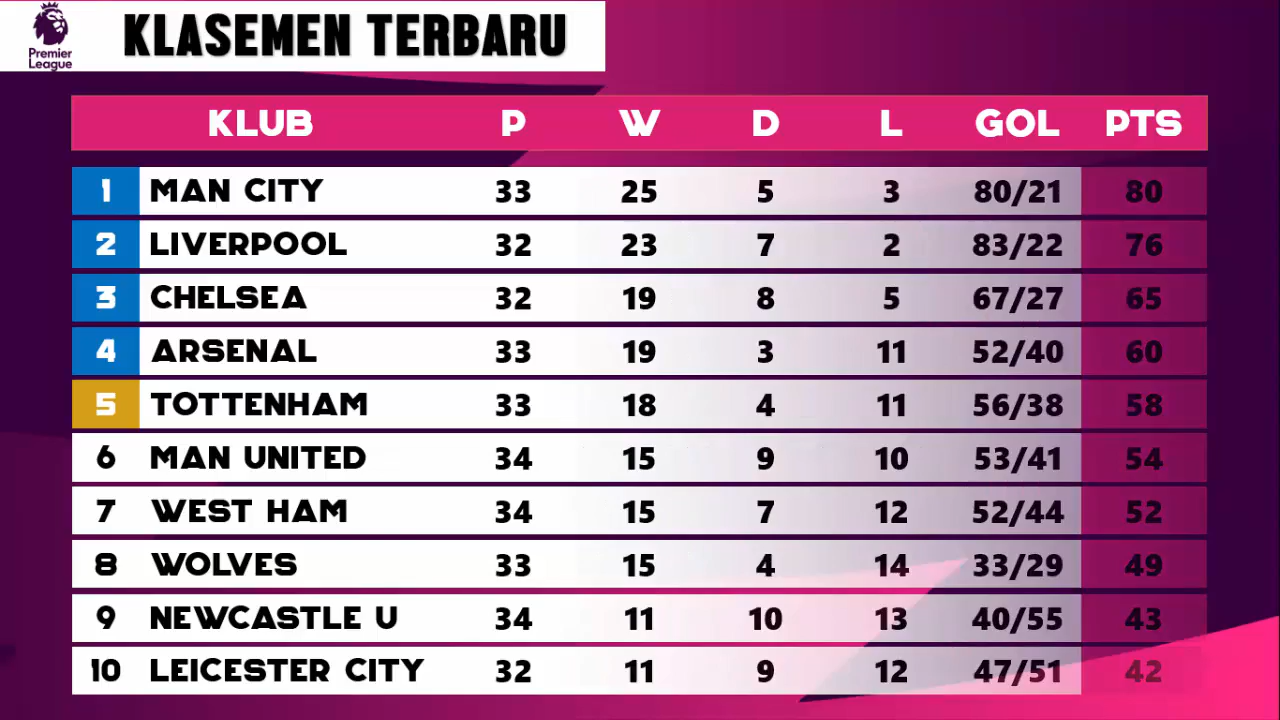 Premier League
KLASEMEN TERBARU
KLUB P W D L GOL PTS
1 MAN CITY 33 25 5 3 80/21 80
2 LIVERPOOL 32 23 7 2 83/22 76
3 CHELSEA 32 19 8 5 67/27 65
4 ARSENAL 33 19 3 11 52/40 60
5 TOTTENHAM 33 18 4 11 56/38 58
6 MAN UNITED 34 15 9 10 53/41 54
7 WEST HAM 34 15 7 12 52/44 52
8 WOLVES 33 15 4 14 33/29 49
9 NEWCASTLE U 34 11 10 13 40/55 43
10 LEICESTER CITY 32 11 9 12 47/51 42